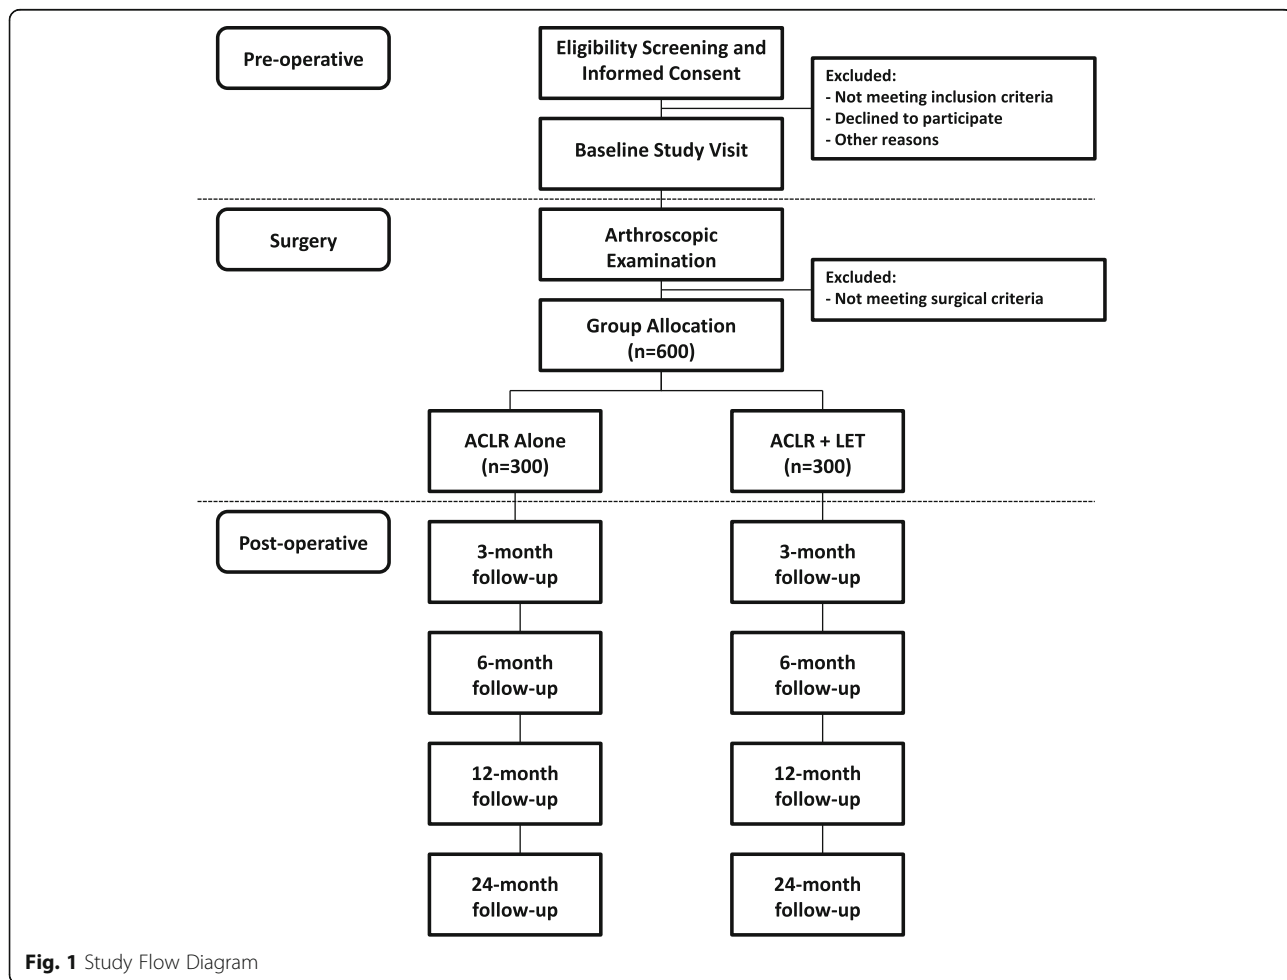 Pre-operative
Eligibility Screening and
Informed Consent
Excluded:
- Not meeting inclusion criteria
- Declined to participate
- Other reasons
Baseline Study Visit
Surgery
Arthroscopic
Examination
Excluded:
- Not meeting surgical criteria
Group Allocation
(n=600)
ACLR Alone
(n=300)
ACLR + LET
(n=300)
Post-operative
3-month
follow-up
3-month
follow-up
6-month
follow-up
6-month
follow-up
12-month
follow-up
12-month
follow-up
24-month
follow-up
24-month
follow-up
Fig. 1 Study Flow Diagram